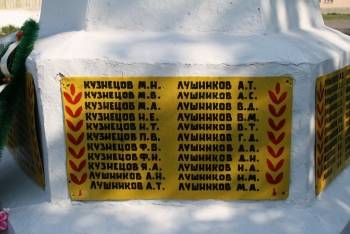 КУЗНЕЦОВ М.Н.
КУЗНЕЦОВ М.В.
КУЗНЕЦОВ М.А.
КУЗНЕЦОВ Н.Е.
КУЗНЕЦОВ Н.Т.
КУЗНЕЦОВ П.В.
КУЗНЕЦОВ Ф.В.
КУЗНЕЦОВ Ф.И.
КУЗНЕЦОВ Я.А.
ЛУШНИКОВ А.Н.
ЛУШНИКОВ А.Т.
ЛУШНИКОВ А.Т.
ЛУШНИКОВ А.С.
ЛУШНИКОВ В.Д.
ЛУШНИКОВ В.М.
ЛУШНИКОВ В.Т.
ЛУШНИКОВ Г.Д.
ЛУШНИКОВ Д.А.
ЛУШНИКОВ Д.Н.
ЛУШНИКОВ И.А.
ЛУШНИКОВ И.М.
ЛУШНИКОВ М.А.